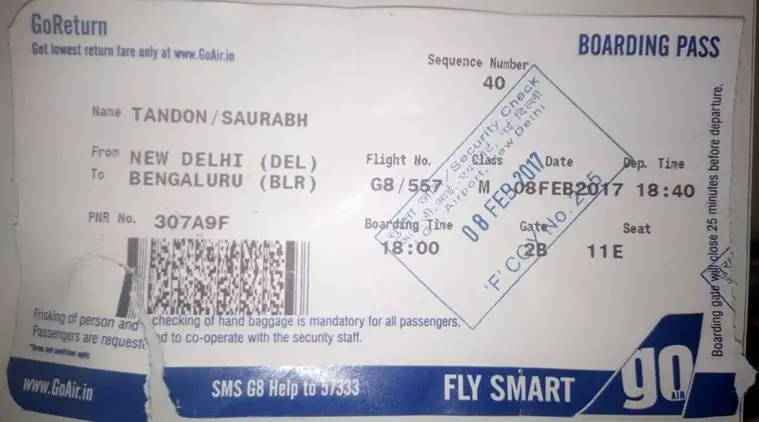 GoReturn
Get lowest return fare only at www.GoAir.in
BOARDING PASS
Sequence Number
40
Name TANDON/SAURABH
From NEW DELHI (DEL)
To BENGALURU (BLR)
Flight No. Class Date Dep. Time
G8/557 M 08FEB2017 18:40
PNR No. 307A9F
Boarding Time Gate Seat
18:00 2B 11E
Security Check
नई दिल्ली
Airport, New Delhi
08 FEB 2017
'F' COY/No. 225
Frisking of person and checking of hand baggage is mandatory for all passengers.
Passengers are requested to co-operate with the security staff.
*Terms and conditions apply
Boarding gate will close 25 minutes before departure.
www.GoAir.in
SMS G8 Help to 57333
FLY SMART
go
AIR